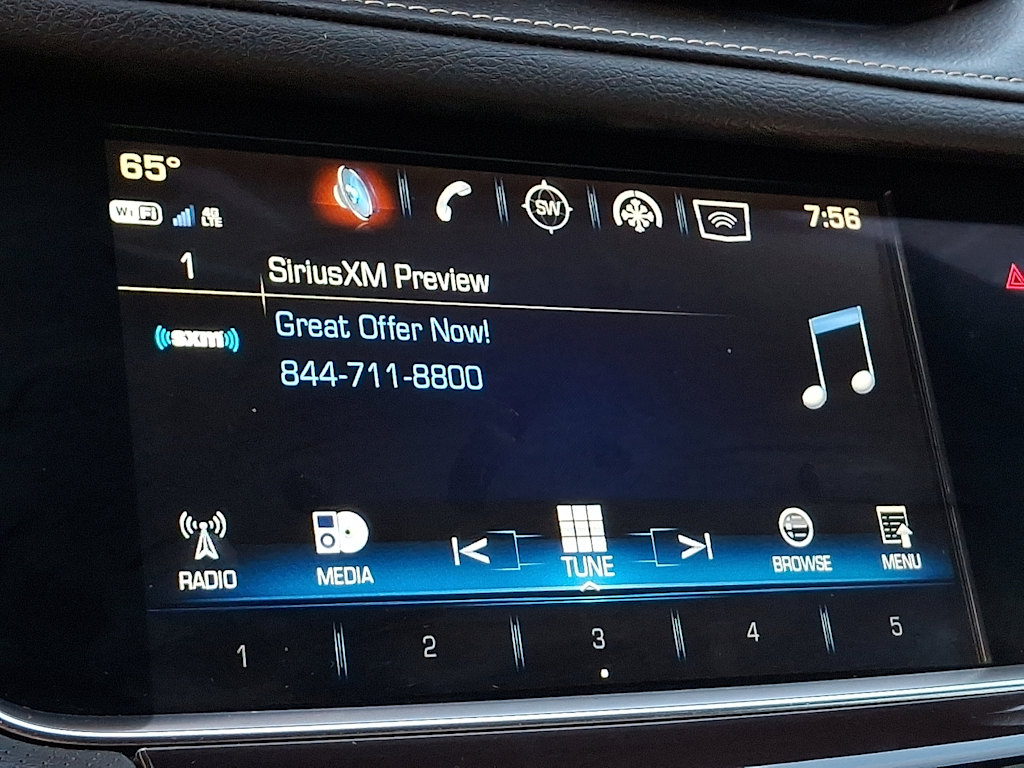 65°
WiFi
4G
LTE
SW
7:56
1
SiriusXM Preview
((sxm))
Great Offer Now!
844-711-8800
RADIO
MEDIA
TUNE
BROWSE
MENU
1
2
3
4
5